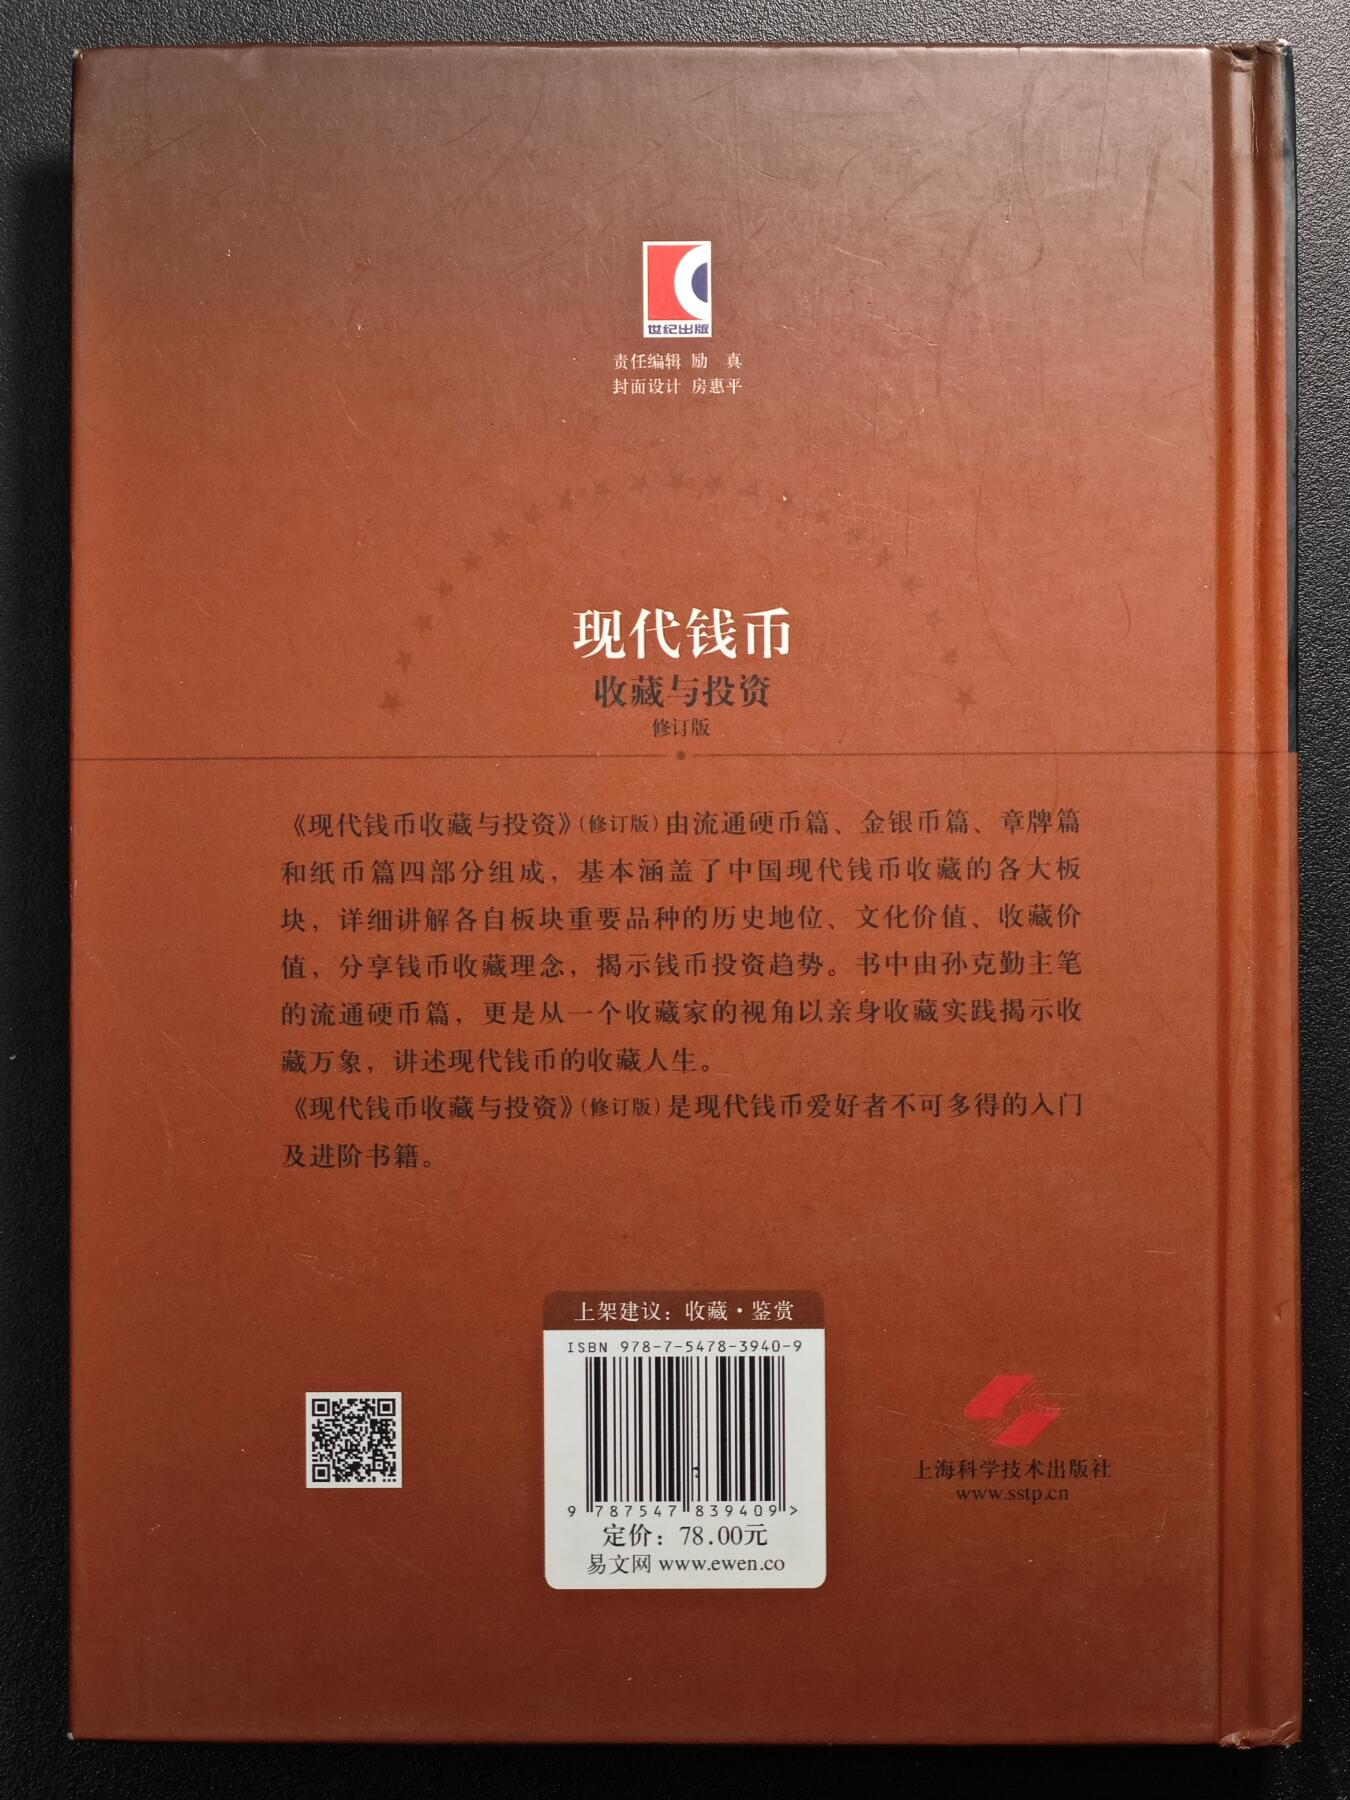 世纪出版
责任编辑 励 真
封面设计 房惠平
现代钱币
收藏与投资
修订版
《现代钱币收藏与投资》(修订版)由流通硬币篇、金银币篇、章牌篇
和纸币篇四部分组成，基本涵盖了中国现代钱币收藏的各大板
块，详细讲解各自板块重要品种的历史地位、文化价值、收藏价
值，分享钱币收藏理念，揭示钱币投资趋势。书中由孙克勤主笔
的流通硬币篇，更是从一个收藏家的视角以亲身收藏实践揭示收
藏万象，讲述现代钱币的收藏人生。
《现代钱币收藏与投资》(修订版)是现代钱币爱好者不可多得的入门
及进阶书籍。
上架建议：收藏·鉴赏
ISBN 978-7-5478-3940-9
9 787547 839409 >
定价：78.00元
易文网 www.ewen.co
上海科学技术出版社
www.sstp.cn